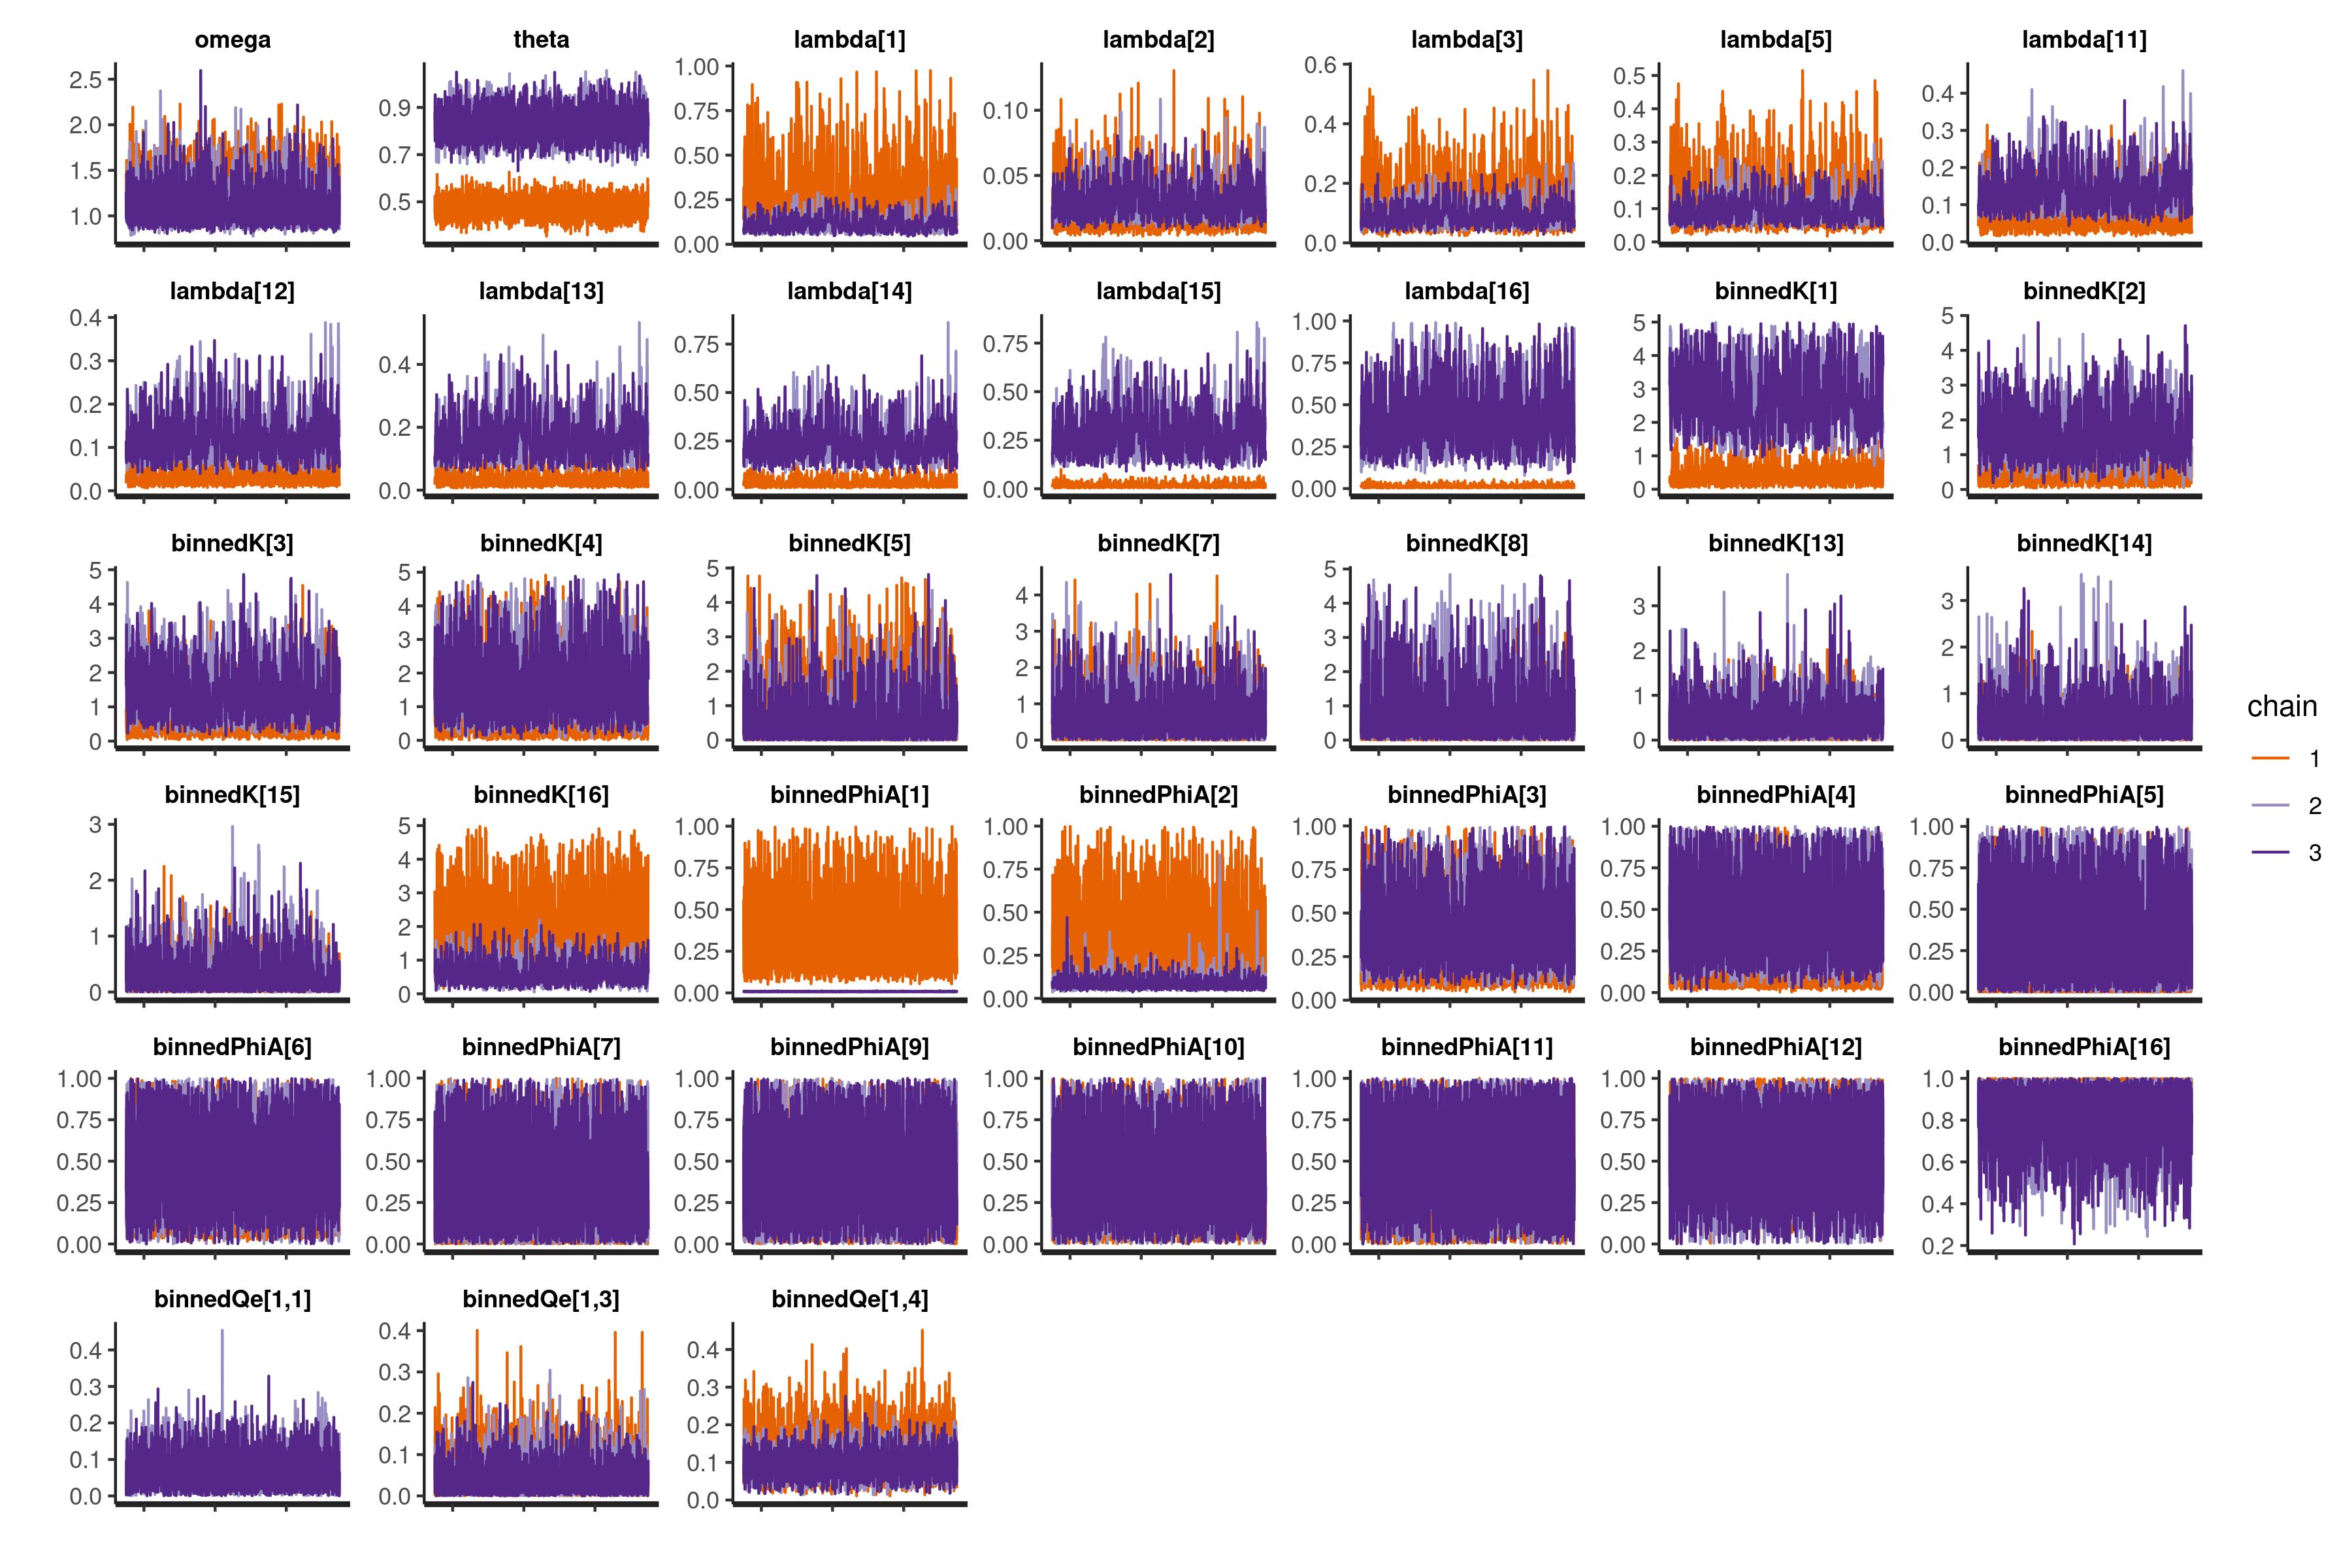 omega theta lambda[1] lambda[2] lambda[3] lambda[5] lambda[11]
2.5 2.0 1.5 1.0
0.9 0.7 0.5
1.00 0.75 0.50 0.25 0.00
0.10 0.05 0.00
0.6 0.4 0.2 0.0
0.5 0.4 0.3 0.2 0.1 0.0
0.4 0.3 0.2 0.1 0.0
lambda[12] lambda[13] lambda[14] lambda[15] lambda[16] binnedK[1] binnedK[2]
0.4 0.3 0.2 0.1 0.0
0.4 0.2 0.0
0.75 0.50 0.25 0.00
0.75 0.50 0.25 0.00
1.00 0.75 0.50 0.25 0.00
5 4 3 2 1 0
5 4 3 2 1 0
binnedK[3] binnedK[4] binnedK[5] binnedK[7] binnedK[8] binnedK[13] binnedK[14]
5 4 3 2 1 0
5 4 3 2 1 0
5 4 3 2 1 0
4 3 2 1 0
5 4 3 2 1 0
3 2 1 0
3 2 1 0
binnedK[15] binnedK[16] binnedPhiA[1] binnedPhiA[2] binnedPhiA[3] binnedPhiA[4] binnedPhiA[5]
3 2 1 0
5 4 3 2 1 0
1.00 0.75 0.50 0.25 0.00
1.00 0.75 0.50 0.25 0.00
1.00 0.75 0.50 0.25 0.00
1.00 0.75 0.50 0.25 0.00
1.00 0.75 0.50 0.25 0.00
binnedPhiA[6] binnedPhiA[7] binnedPhiA[9] binnedPhiA[10] binnedPhiA[11] binnedPhiA[12] binnedPhiA[16]
1.00 0.75 0.50 0.25 0.00
1.00 0.75 0.50 0.25 0.00
1.00 0.75 0.50 0.25 0.00
1.00 0.75 0.50 0.25 0.00
1.00 0.75 0.50 0.25 0.00
1.00 0.75 0.50 0.25 0.00
1.0 0.8 0.6 0.4 0.2
binnedQe[1,1] binnedQe[1,3] binnedQe[1,4]
0.4 0.3 0.2 0.1 0.0
0.4 0.3 0.2 0.1 0.0
0.4 0.3 0.2 0.1 0.0
chain
1
2
3